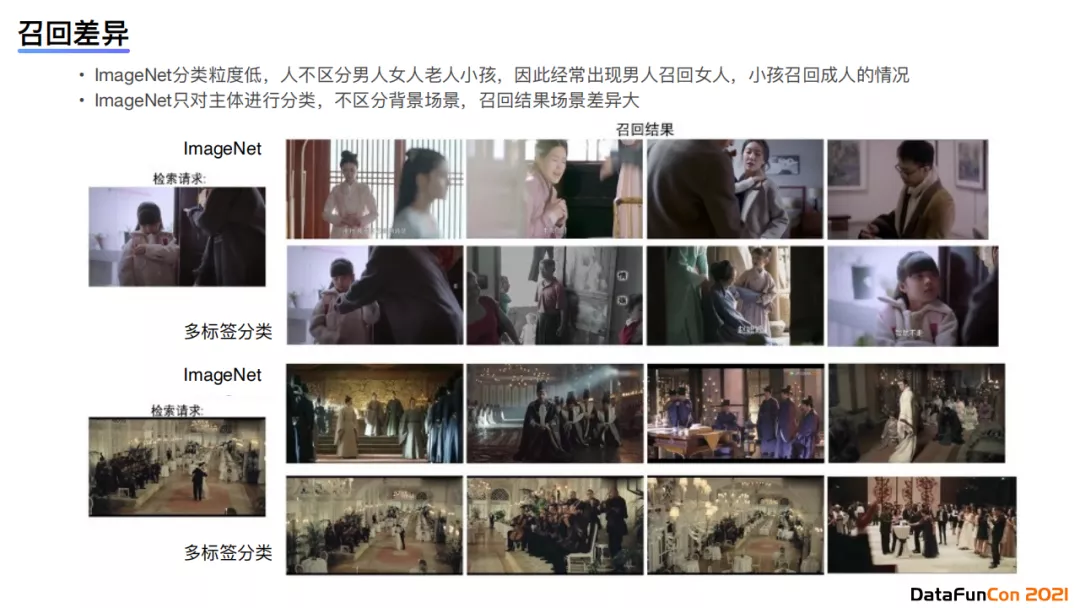 召回差异
• ImageNet分类粒度低，人不区分男人女人老人小孩，因此经常出现男人召回女人，小孩召回成人的情况
• ImageNet只对主体进行分类，不区分背景场景，召回结果场景差异大
召回结果
ImageNet
检索请求:
多标签分类
ImageNet
检索请求:
多标签分类
DataFunCon 2021